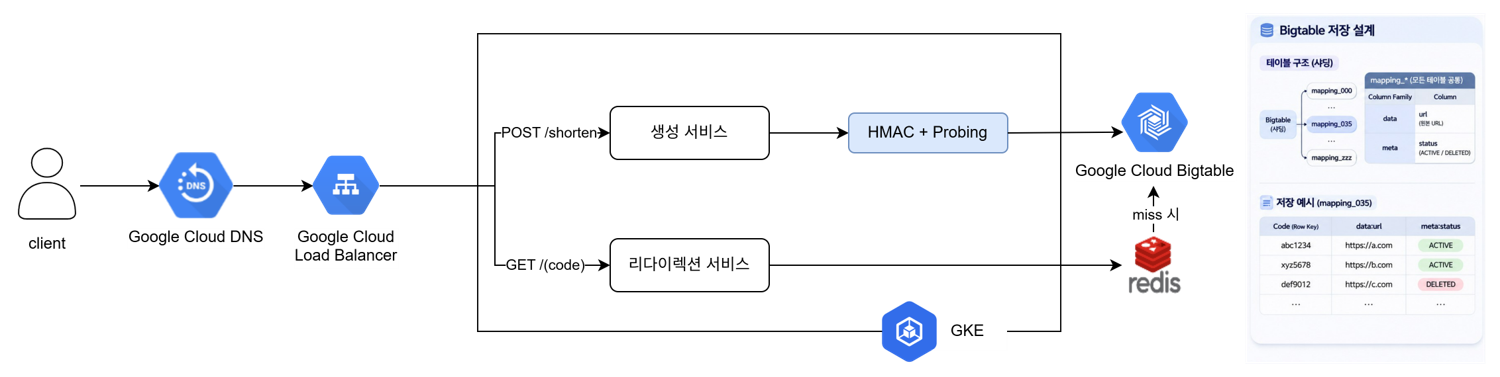 client
DNS
Google Cloud DNS
Google Cloud
Load Balancer
POST /shorten
생성 서비스
HMAC + Probing
Google Cloud Bigtable
miss 시
GET /(code)
리다이렉션 서비스
redis
GKE
Bigtable 저장 설계
테이블 구조 (샤딩)
Bigtable
(샤딩)
mapping_000
...
mapping_035
...
mapping_zzz
mapping_* (모든 테이블 공통)
Column Family Column
data url
(원본 URL)
meta status
(ACTIVE / DELETED)
저장 예시 (mapping_035)
Code (Row Key) data:url meta:status
abc1234 https://a.com ACTIVE
xyz5678 https://b.com ACTIVE
def9012 https://c.com DELETED
... ... ...